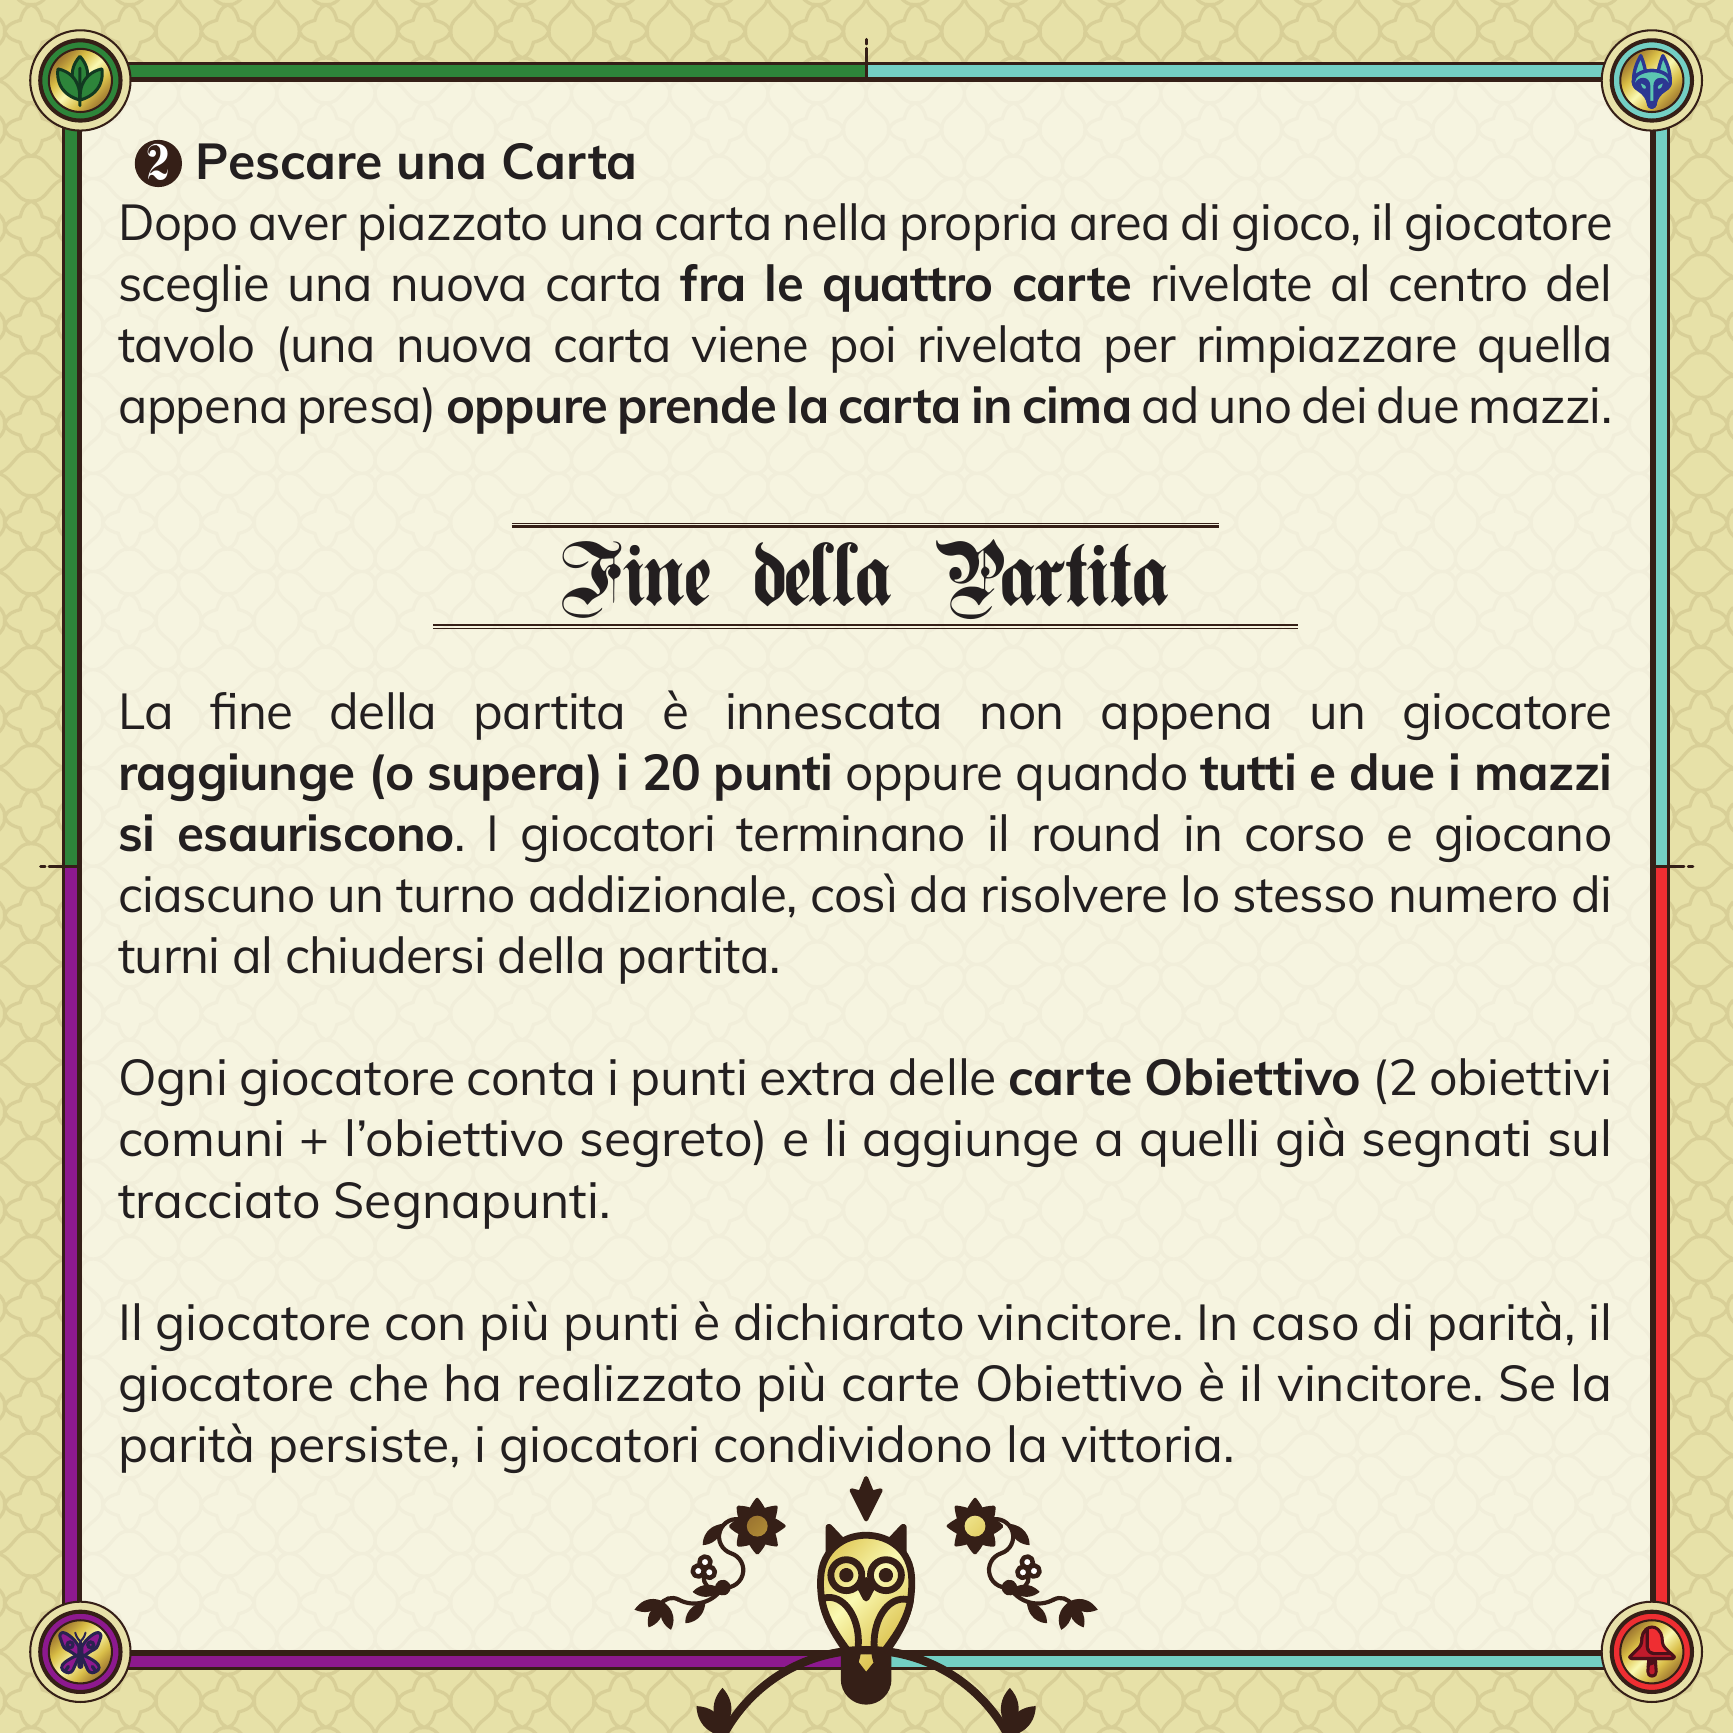 2 Pescare una Carta
Dopo aver piazzato una carta nella propria area di gioco, il giocatore
sceglie una nuova carta fra le quattro carte rivelate al centro del
tavolo (una nuova carta viene poi rivelata per rimpiazzare quella
appena presa) oppure prende la carta in cima ad uno dei due mazzi.
Fine della Partita
La fine della partita è innescata non appena un giocatore
raggiunge (o supera) i 20 punti oppure quando tutti e due i mazzi
si esauriscono. I giocatori terminano il round in corso e giocano
ciascuno un turno addizionale, così da risolvere lo stesso numero di
turni al chiudersi della partita.
Ogni giocatore conta i punti extra delle carte Obiettivo (2 obiettivi
comuni + l’obiettivo segreto) e li aggiunge a quelli già segnati sul
tracciato Segnapunti.
Il giocatore con più punti è dichiarato vincitore. In caso di parità, il
giocatore che ha realizzato più carte Obiettivo è il vincitore. Se la
parità persiste, i giocatori condividono la vittoria.